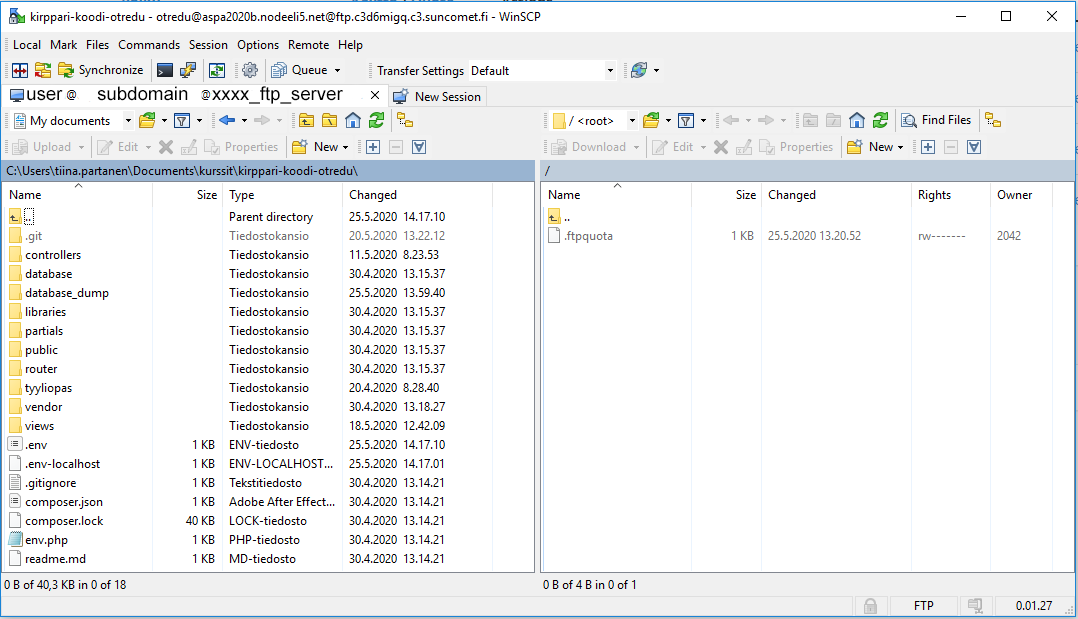 kirppari-koodi-otredu - otredu@aspa2020b.nodeeli5.net@ftp.c3d6migq.c3.suncomet.fi - WinSCP
Local Mark Files Commands Session Options Remote Help
Synchronize Queue Transfer Settings Default
user @ subdomain @xxxx_ftp_server New Session
My documents / <root> Find Files
Upload Edit Properties New Download Edit Properties New
C:\Users\tiina.partanen\Documents\kurssit\kirppari-koodi-otredu\ /
Name Size Type Changed Name Size Changed Rights Owner
.. Parent directory 25.5.2020 14.17.10 ..
.git Tiedostokansio 20.5.2020 13.22.12 .ftpquota 1 KB 25.5.2020 13.20.52 rw------- 2042
controllers Tiedostokansio 11.5.2020 8.23.53
database Tiedostokansio 30.4.2020 13.15.37
database_dump Tiedostokansio 25.5.2020 13.59.40
libraries Tiedostokansio 30.4.2020 13.15.37
partials Tiedostokansio 30.4.2020 13.15.37
public Tiedostokansio 30.4.2020 13.15.37
router Tiedostokansio 30.4.2020 13.15.37
tyyliopas Tiedostokansio 20.4.2020 8.28.40
vendor Tiedostokansio 30.4.2020 13.18.27
views Tiedostokansio 18.5.2020 12.42.09
.env 1 KB ENV-tiedosto 25.5.2020 14.17.10
.env-localhost 1 KB ENV-LOCALHOST... 25.5.2020 14.17.01
.gitignore 1 KB Tekstitiedosto 30.4.2020 13.14.21
composer.json 1 KB Adobe After Effect... 30.4.2020 13.14.21
composer.lock 40 KB LOCK-tiedosto 30.4.2020 13.14.21
env.php 1 KB PHP-tiedosto 30.4.2020 13.14.21
readme.md 1 KB MD-tiedosto 30.4.2020 13.14.21
0 B of 40,3 KB in 0 of 18 0 B of 4 B in 0 of 1
FTP 0.01.27